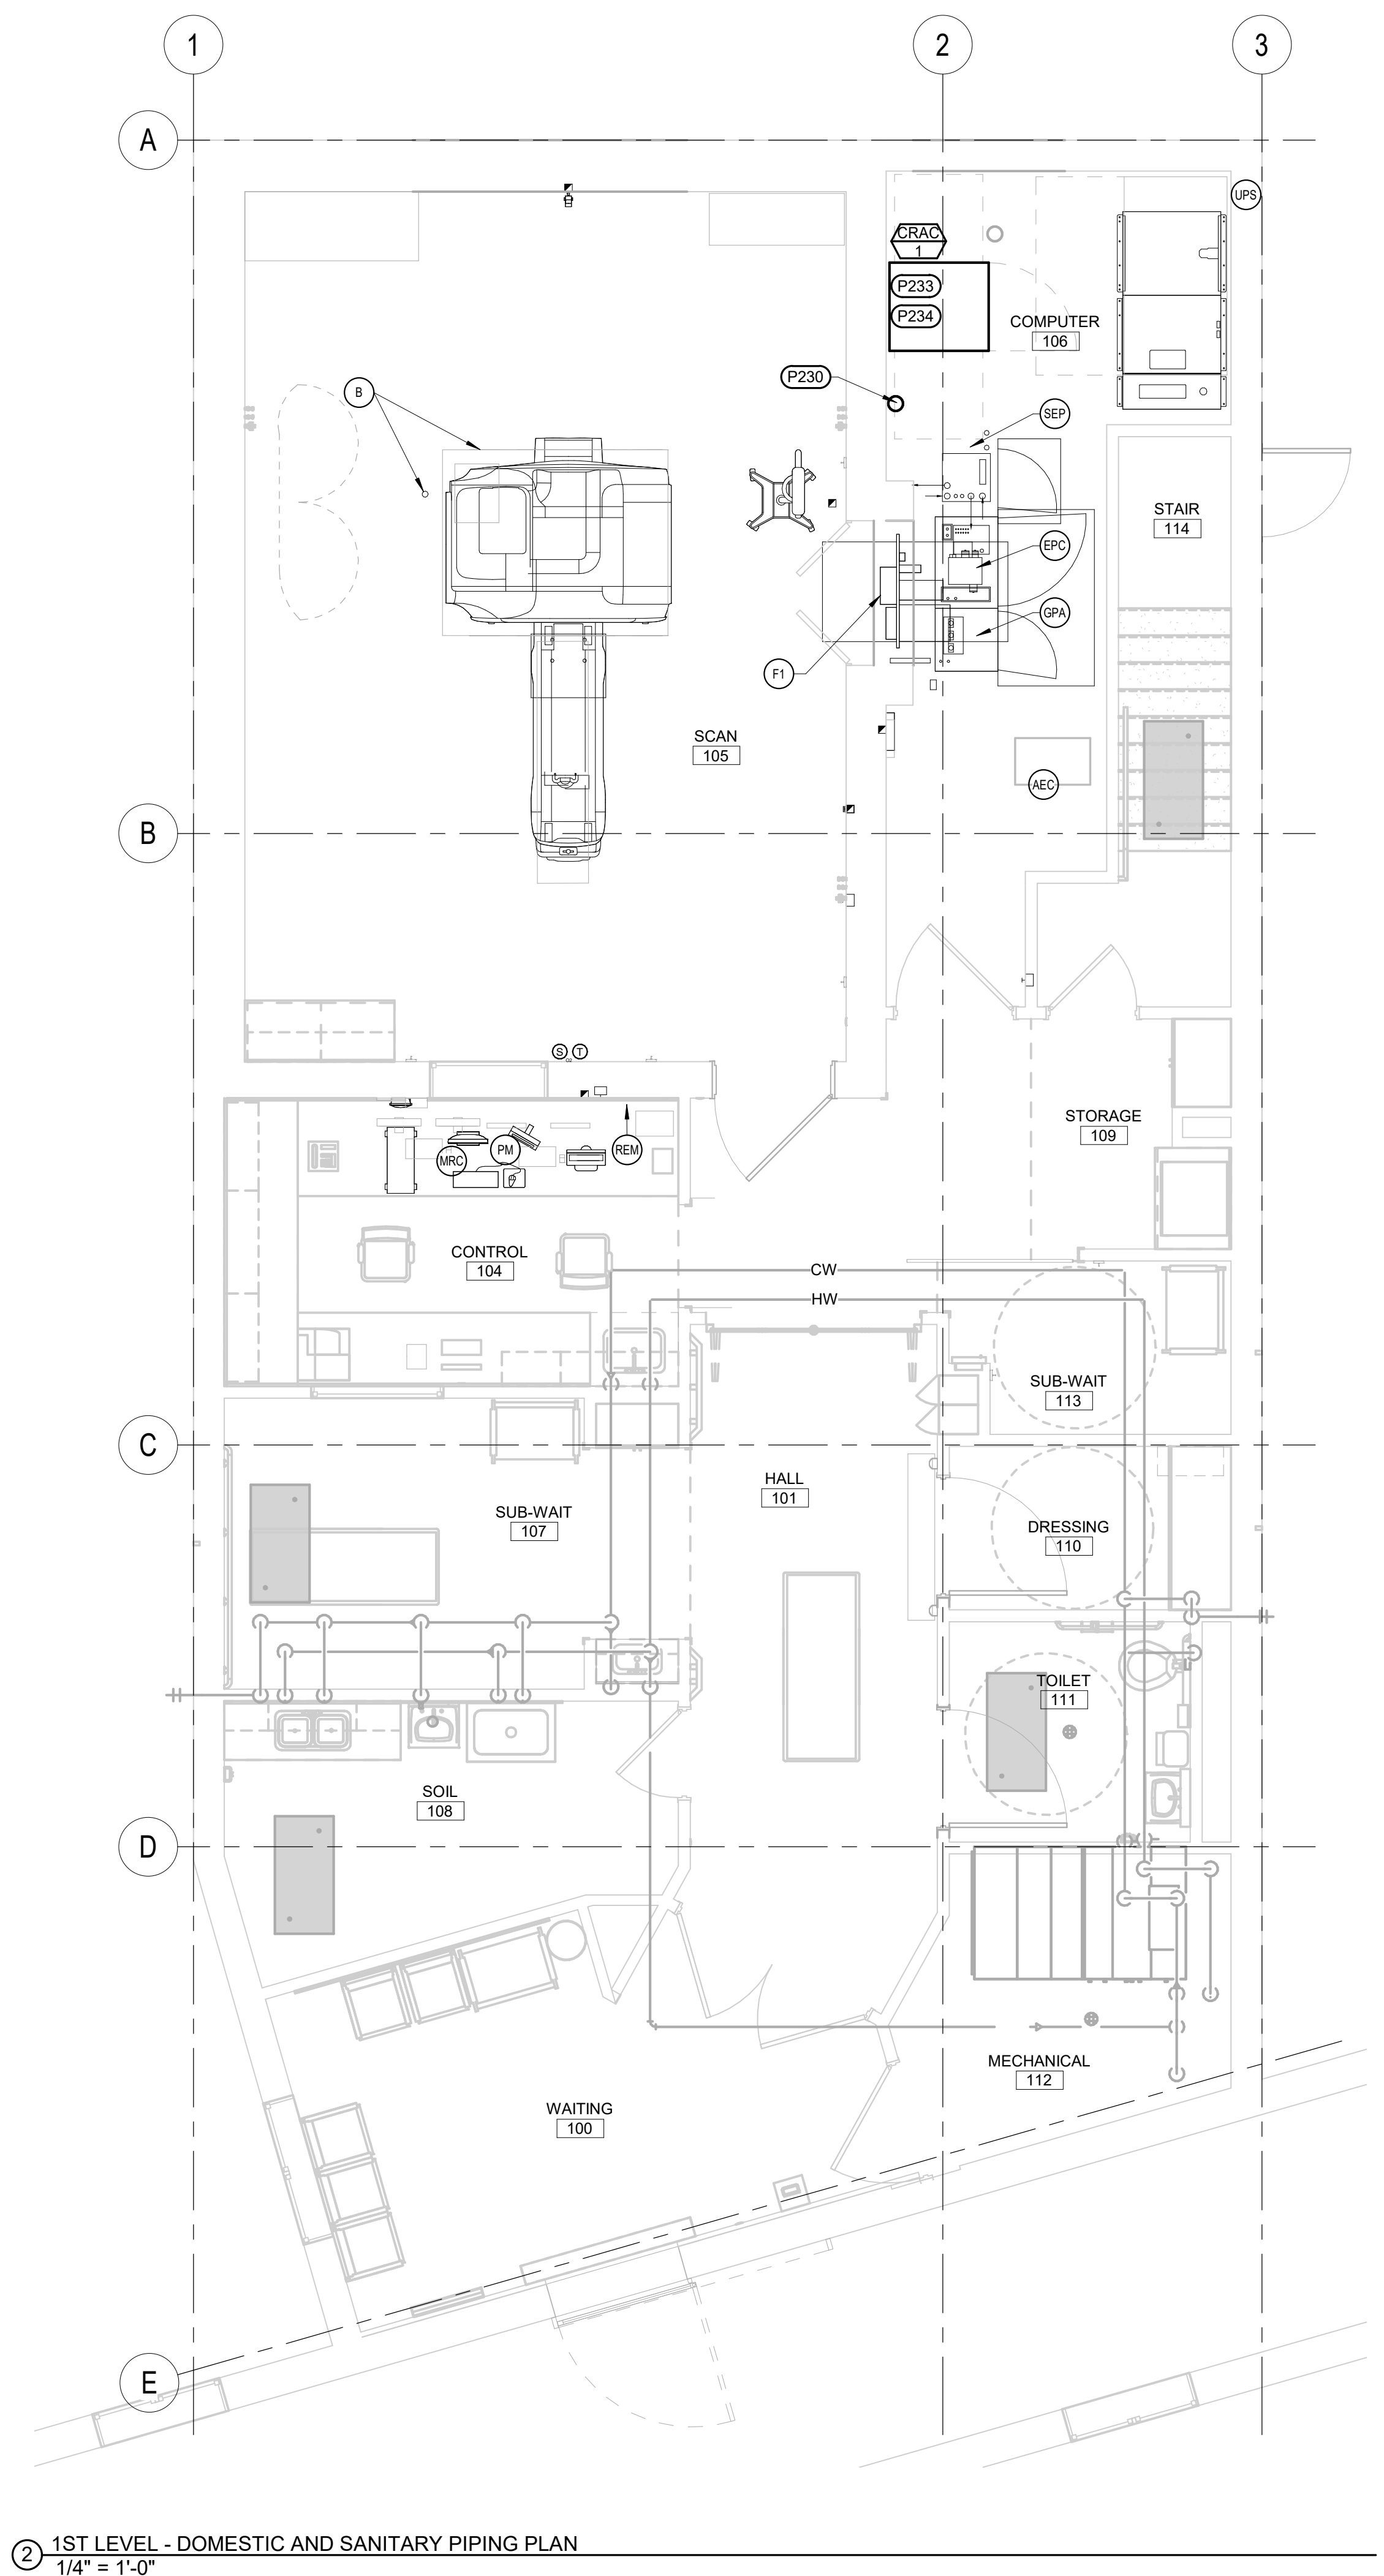 1
2
3
A
UPS
CRAC
1
P233
P234
COMPUTER
106
P230
B
SEP
STAIR
114
EPC
GPA
F1
SCAN
105
AEC
B
S
T
STORAGE
109
MRC
PM
REM
CONTROL
104
CW
HW
SUB-WAIT
113
C
HALL
101
SUB-WAIT
107
DRESSING
110
TOILET
111
SOIL
108
D
MECHANICAL
112
WAITING
100
E
2
1ST LEVEL - DOMESTIC AND SANITARY PIPING PLAN
1/4" = 1'-0"